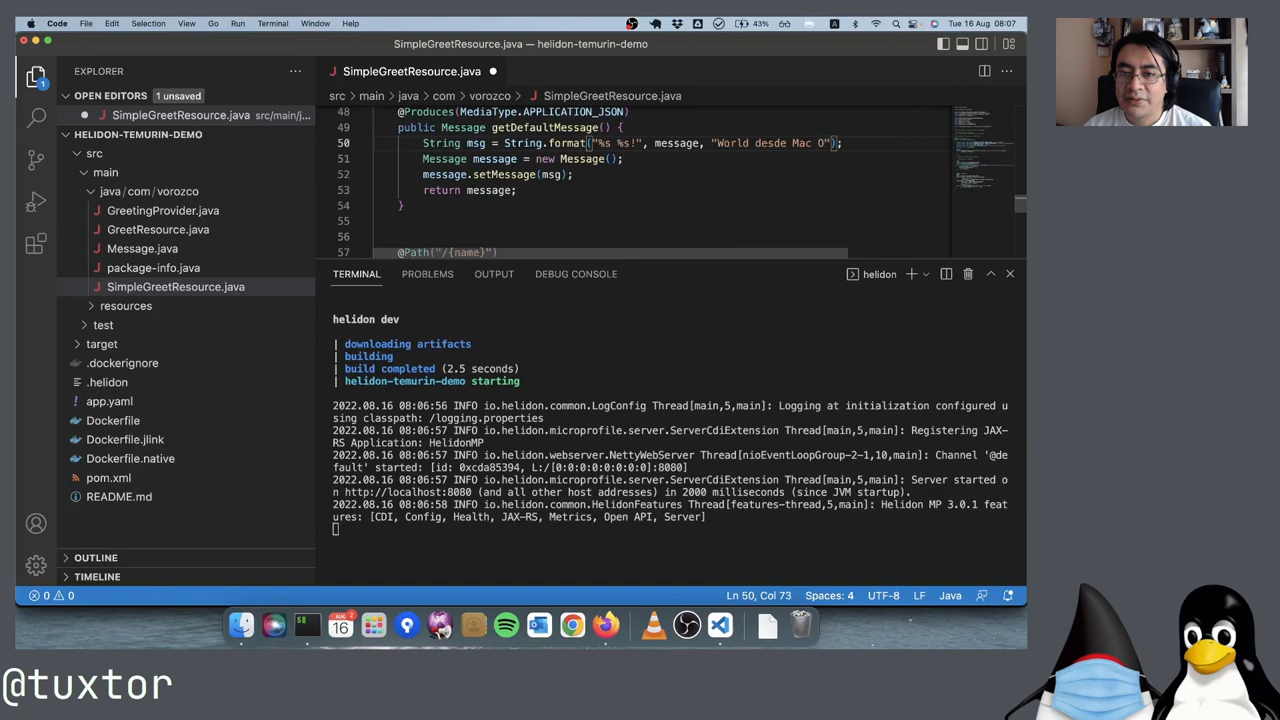 Code File Edit Selection View Go Run Terminal Window Help 43% A Tue 16 Aug 08:07
SimpleGreetResource.java — helidon-temurin-demo
EXPLORER
1
OPEN EDITORS 1 unsaved
SimpleGreetResource.java src/main/j...
HELIDON-TEMURIN-DEMO
src
main
java / com / vorozco
GreetingProvider.java
GreetResource.java
Message.java
package-info.java
SimpleGreetResource.java
resources
test
target
.dockerignore
.helidon
app.yaml
Dockerfile
Dockerfile.jlink
Dockerfile.native
pom.xml
README.md
OUTLINE
TIMELINE
SimpleGreetResource.java
src > main > java > com > vorozco > SimpleGreetResource.java
48 @Produces(MediaType.APPLICATION_JSON)
49 public Message getDefaultMessage() {
50 String msg = String.format("%s %s!", message, "World desde Mac O");
51 Message message = new Message();
52 message.setMessage(msg);
53 return message;
54 }
55
56
57 @Path("/{name}")
TERMINAL PROBLEMS OUTPUT DEBUG CONSOLE helidon
helidon dev
| downloading artifacts
| building
| build completed (2.5 seconds)
| helidon-temurin-demo starting
2022.08.16 08:06:56 INFO io.helidon.common.LogConfig Thread[main,5,main]: Logging at initialization configured u
sing classpath: /logging.properties
2022.08.16 08:06:57 INFO io.helidon.microprofile.server.ServerCdiExtension Thread[main,5,main]: Registering JAX-
RS Application: HelidonMP
2022.08.16 08:06:57 INFO io.helidon.webserver.NettyWebServer Thread[nioEventLoopGroup-2-1,10,main]: Channel '@de
fault' started: [id: 0xcda85394, L:/[0:0:0:0:0:0:0:0]:8080]
2022.08.16 08:06:57 INFO io.helidon.microprofile.server.ServerCdiExtension Thread[main,5,main]: Server started o
n http://localhost:8080 (and all other host addresses) in 2000 milliseconds (since JVM startup).
2022.08.16 08:06:58 INFO io.helidon.common.HelidonFeatures Thread[features-thread,5,main]: Helidon MP 3.0.1 feat
ures: [CDI, Config, Health, JAX-RS, Metrics, Open API, Server]
0 0 Ln 50, Col 73 Spaces: 4 UTF-8 LF Java
AUG 16 2
@tuxtor